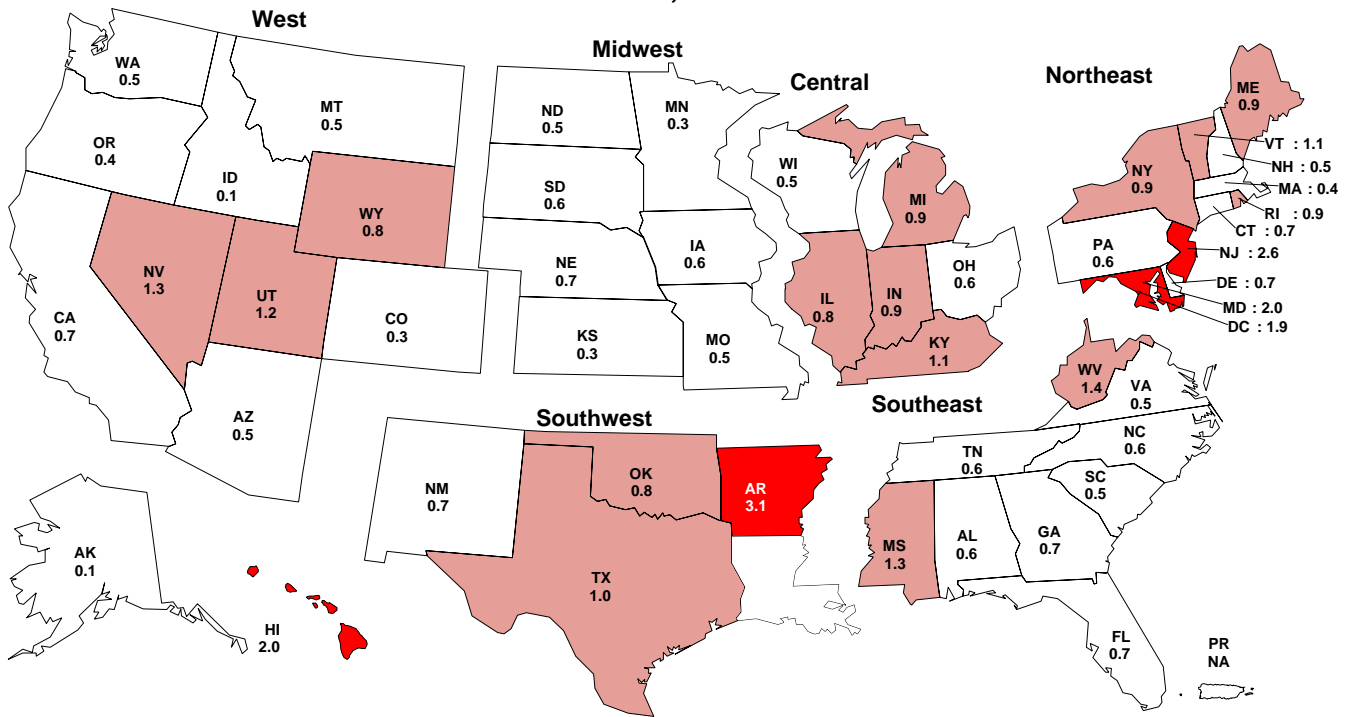 West
WA
0.5
MT
0.5
OR
0.4
ID
0.1
WY
0.8
NV
1.3
UT
1.2
CA
0.7
CO
0.3
AZ
0.5
AK
0.1
HI
2.0
Midwest
ND
0.5
MN
0.3
SD
0.6
IA
0.6
NE
0.7
KS
0.3
MO
0.5
Central
WI
0.5
MI
0.9
IL
0.8
IN
0.9
OH
0.6
KY
1.1
Northeast
ME
0.9
VT : 1.1
NH : 0.5
MA : 0.4
RI : 0.9
CT : 0.7
NJ : 2.6
DE : 0.7
MD : 2.0
DC : 1.9
NY
0.9
PA
0.6
Southwest
NM
0.7
OK
0.8
AR
3.1
TX
1.0
Southeast
WV
1.4
VA
0.5
TN
0.6
NC
0.6
SC
0.5
MS
1.3
AL
0.6
GA
0.7
FL
0.7
PR
NA